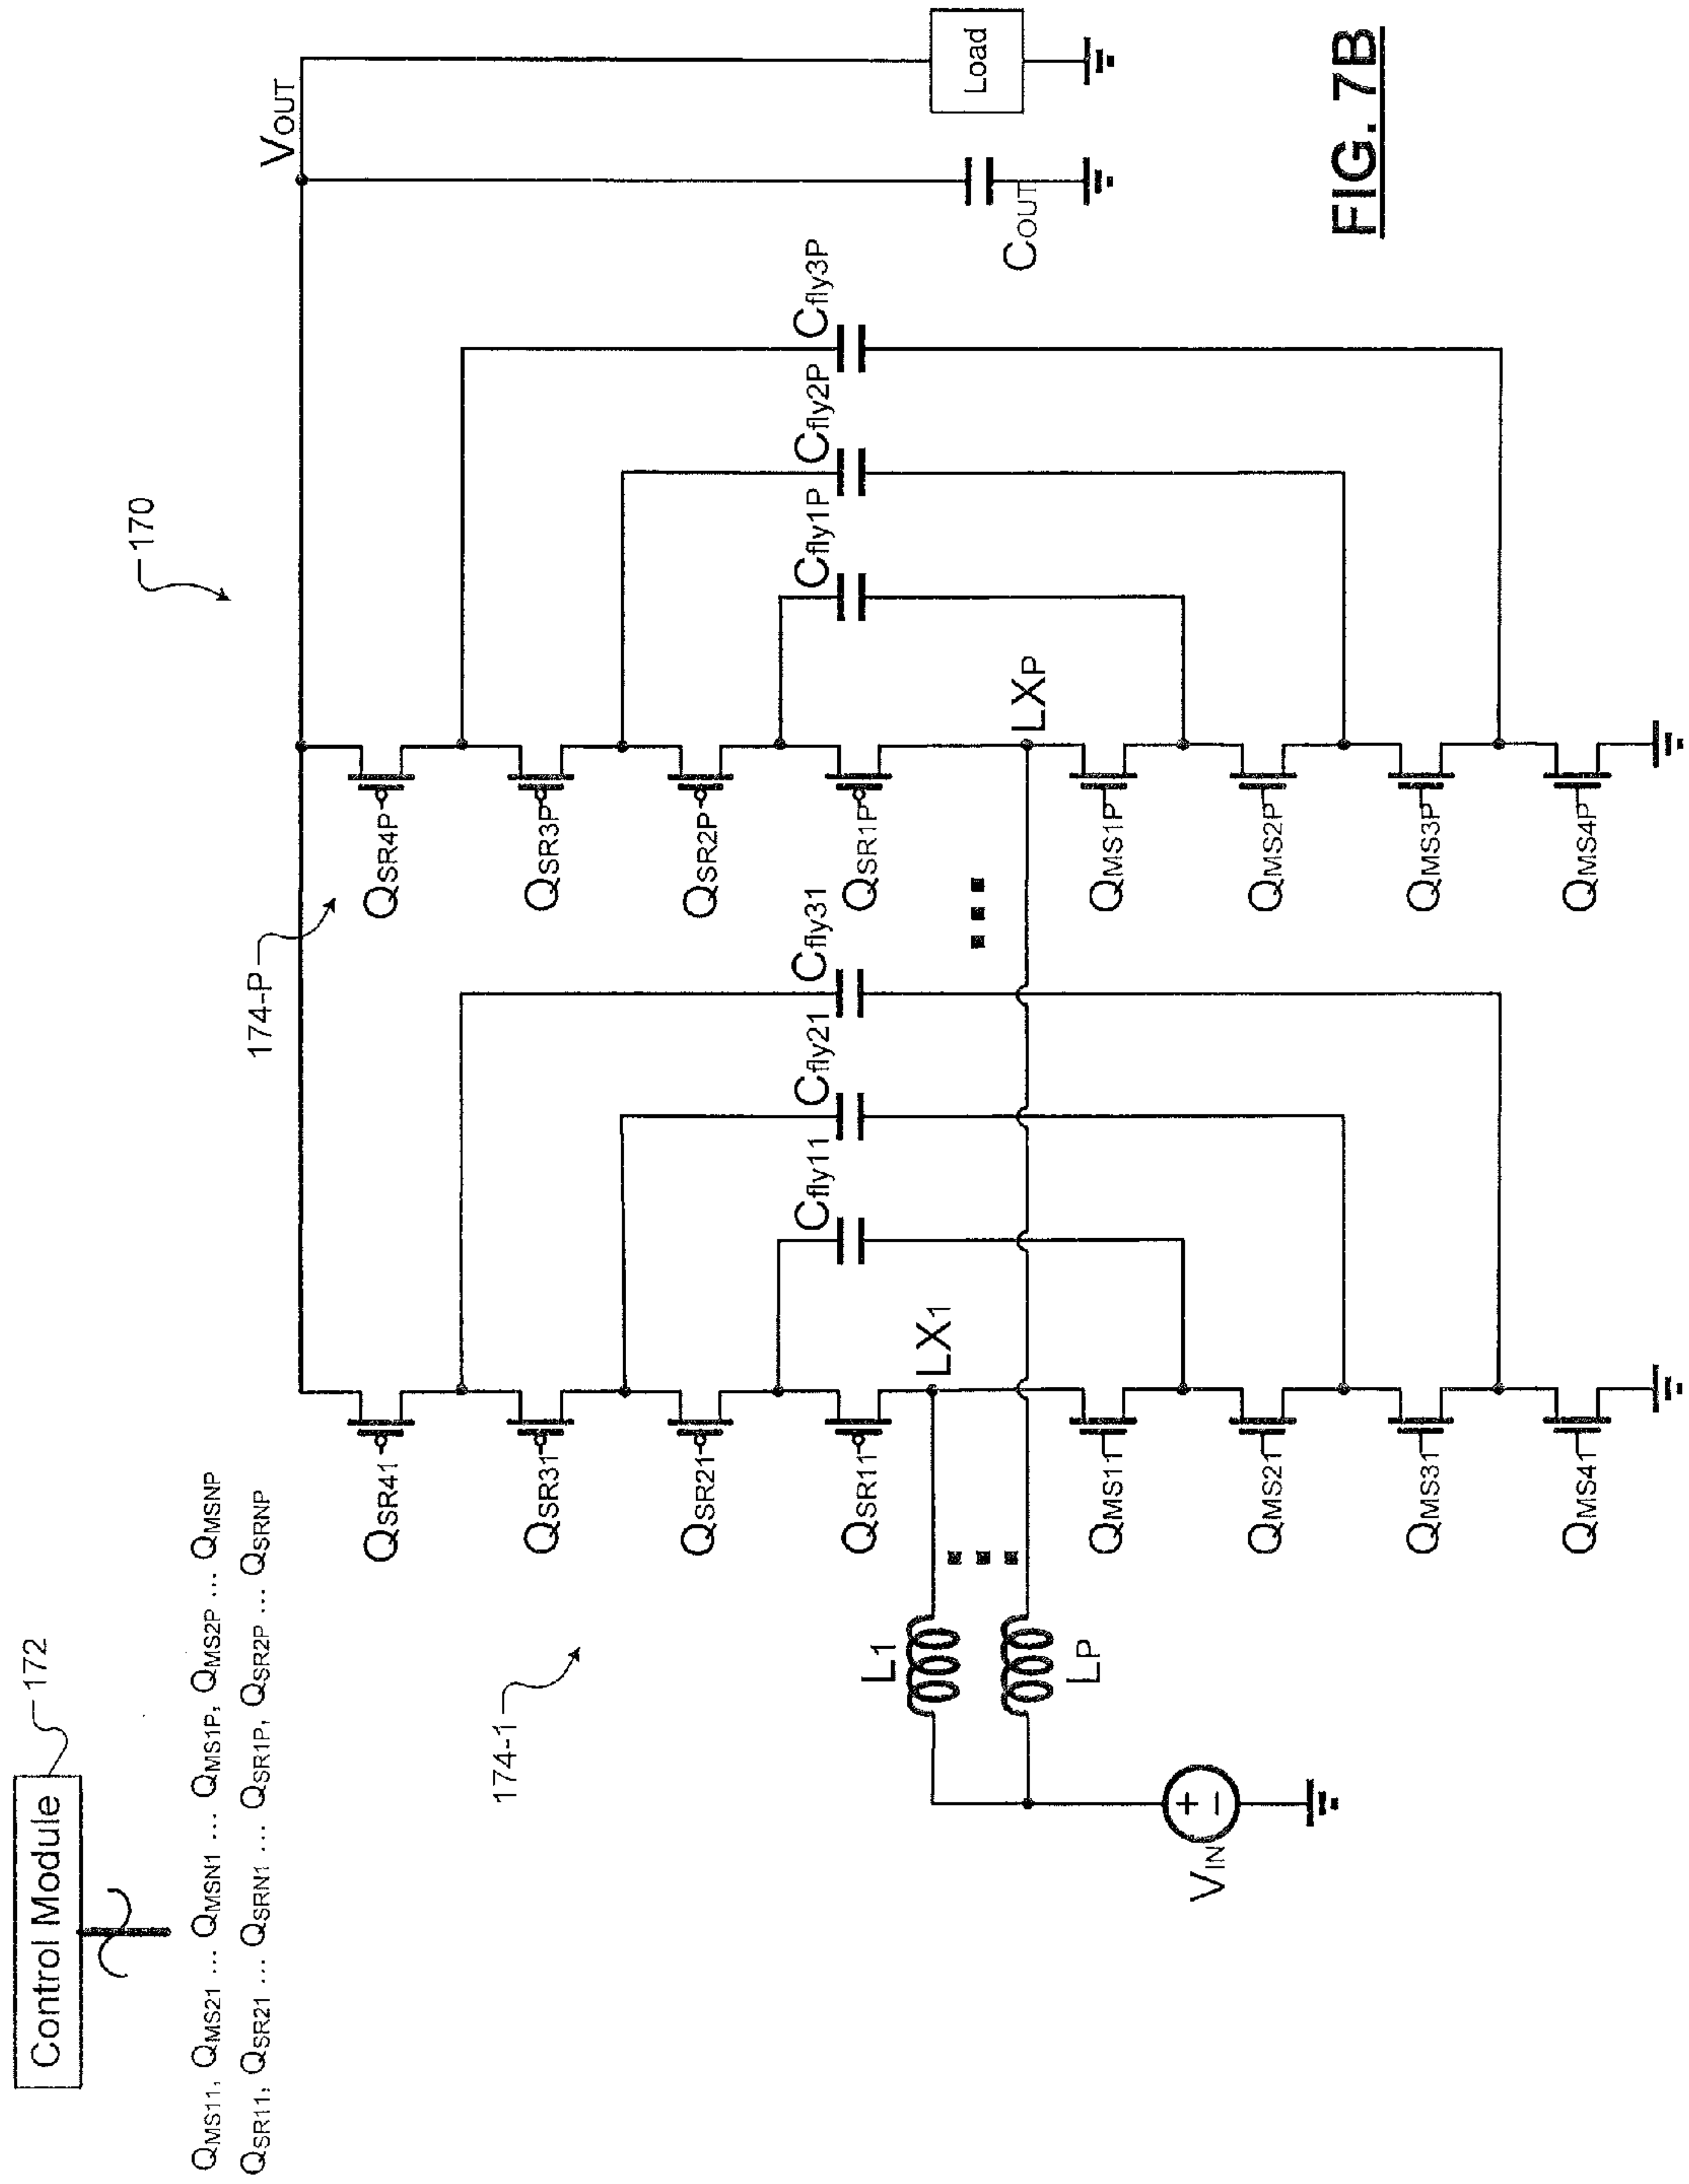 Control Module
172
QMS11, QMS21 ... QMSN1 ... QMS1P, QMS2P ... QMSNP
QSR11, QSR21 ... QSRN1 ... QSR1P, QSR2P ... QSRNP
170
174-1
174-P
VOUT
QSR41
QSR31
QSR21
QSR11
QMS11
QMS21
QMS31
QMS41
L1
LP
LX1
VIN
+
−
Cfly11
Cfly21
Cfly31
QSR4P
QSR3P
QSR2P
QSR1P
QMS1P
QMS2P
QMS3P
QMS4P
LXP
Cfly1P
Cfly2P
Cfly3P
COUT
Load
FIG. 7B